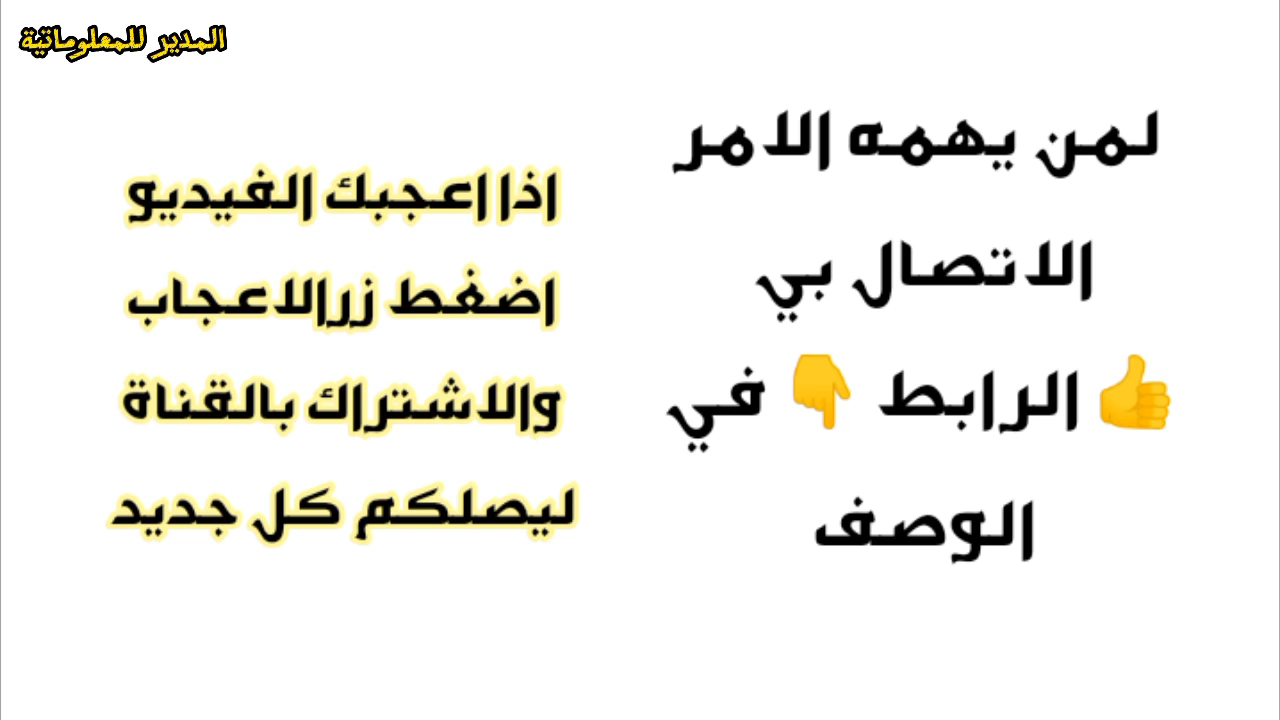 المدير للمعلوماتية
لمن يهمه الامر
الاتصال بي
👍 الرابط 👇 في
الوصف
اذا اعجبك الفيديو
اضغط زرالاعجاب
والاشتراك بالقناة
ليصلكم كل جديد